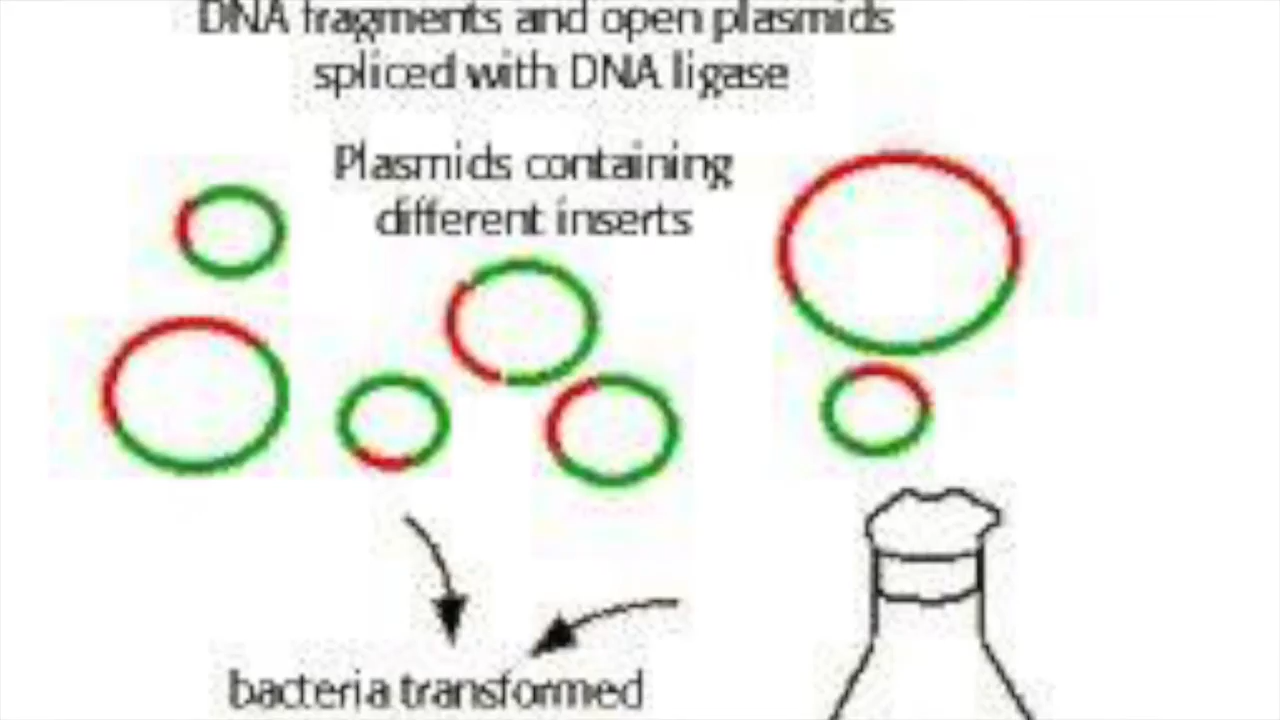 DNA fragments and open plasmids
spliced with DNA ligase
Plasmids containing
different inserts
bacteria transformed